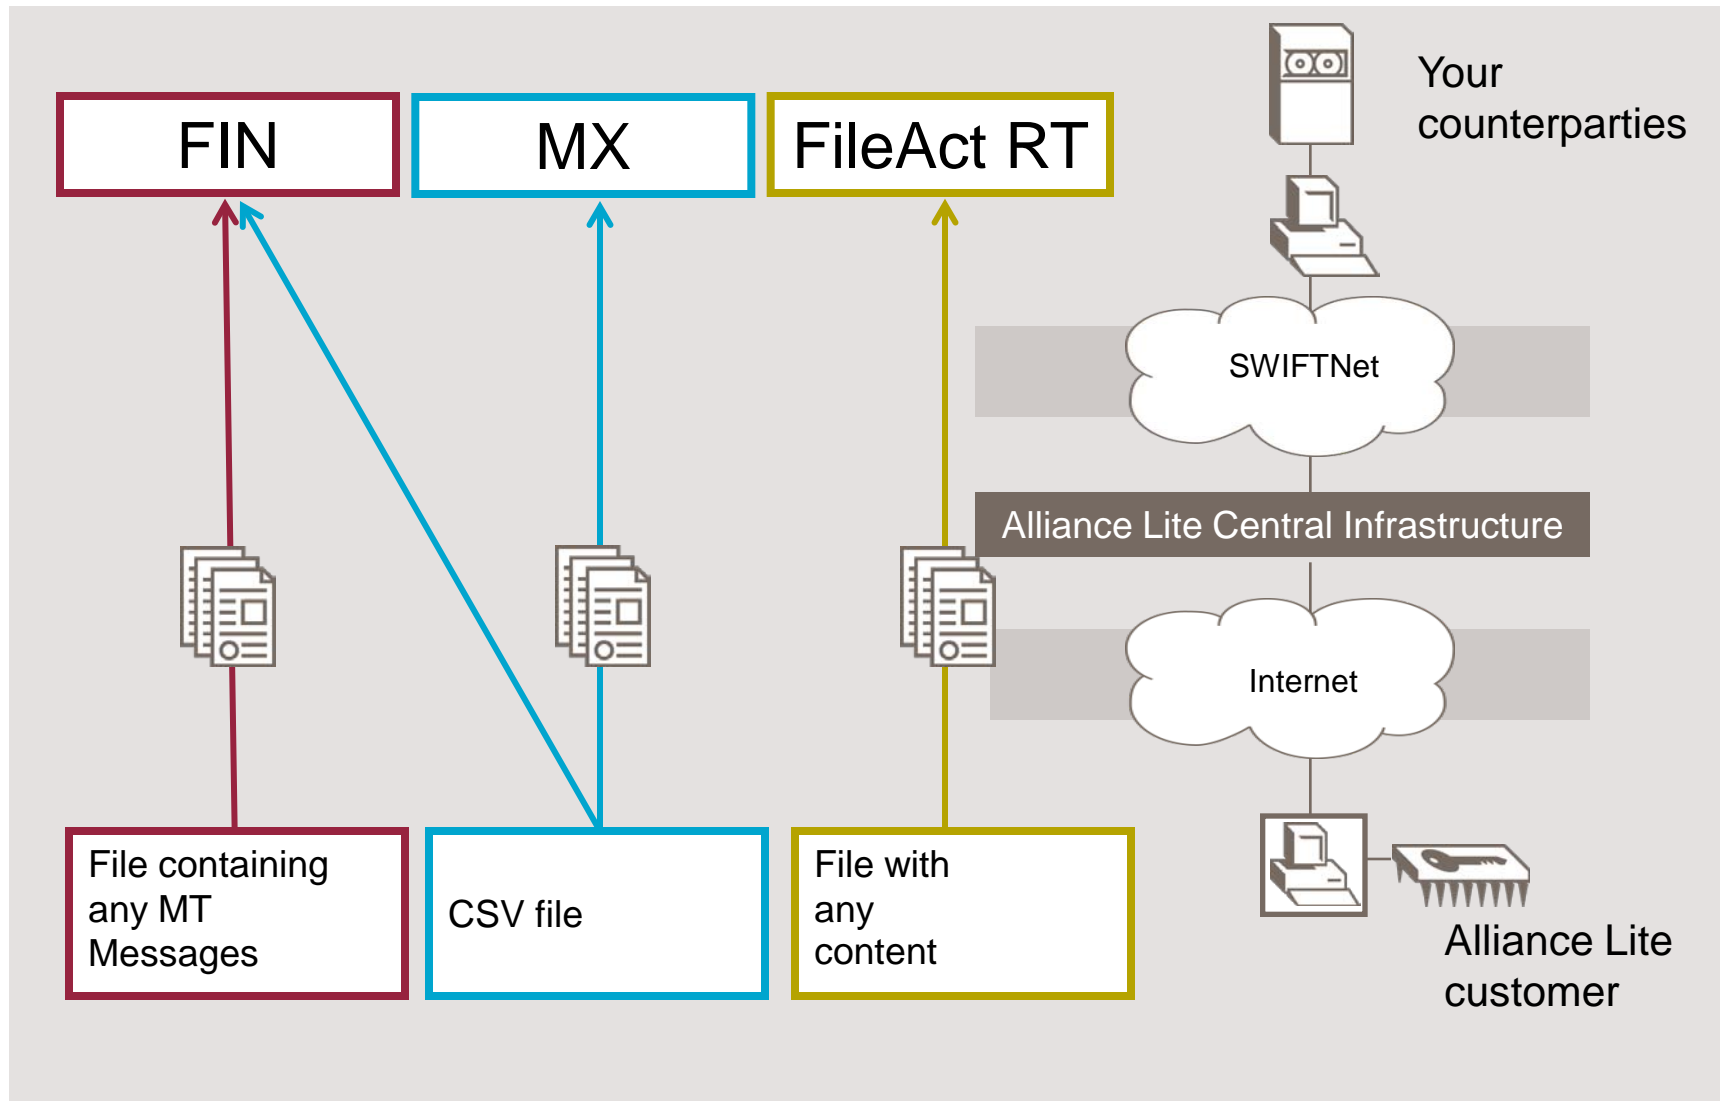 FIN
MX
FileAct RT
Your
counterparties
SWIFTNet
Alliance Lite Central Infrastructure
Internet
File containing
any MT
Messages
CSV file
File with
any
content
Alliance Lite
customer